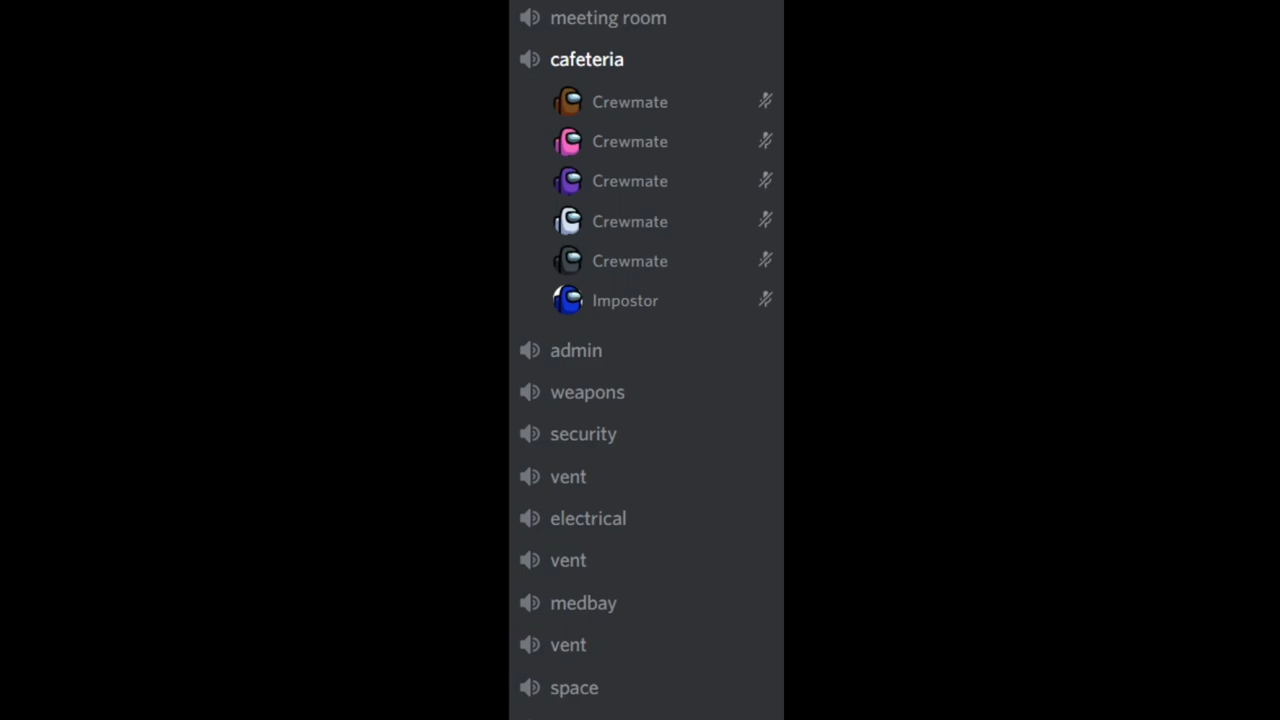 meeting room
cafeteria
Crewmate
Crewmate
Crewmate
Crewmate
Crewmate
Impostor
admin
weapons
security
vent
electrical
vent
medbay
vent
space